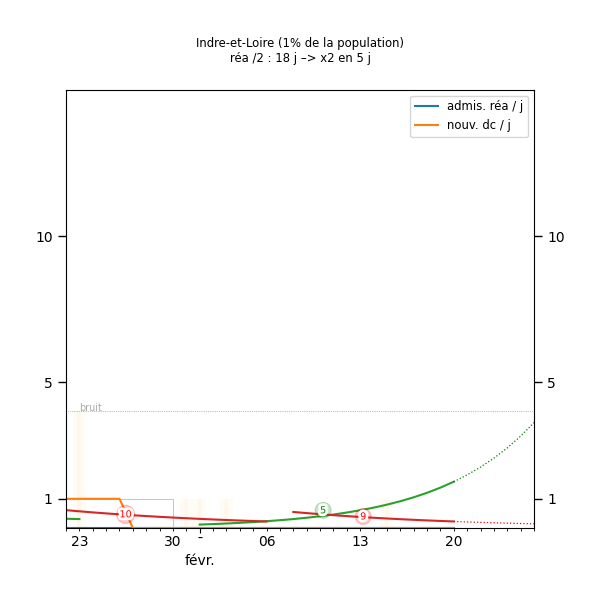 Indre-et-Loire (1% de la population)
réa /2 : 18 j –> x2 en 5 j
admis. réa / j
nouv. dc / j
10
10
5
5
bruit
1
1
10
5
9
23
30
-
06
13
20
févr.